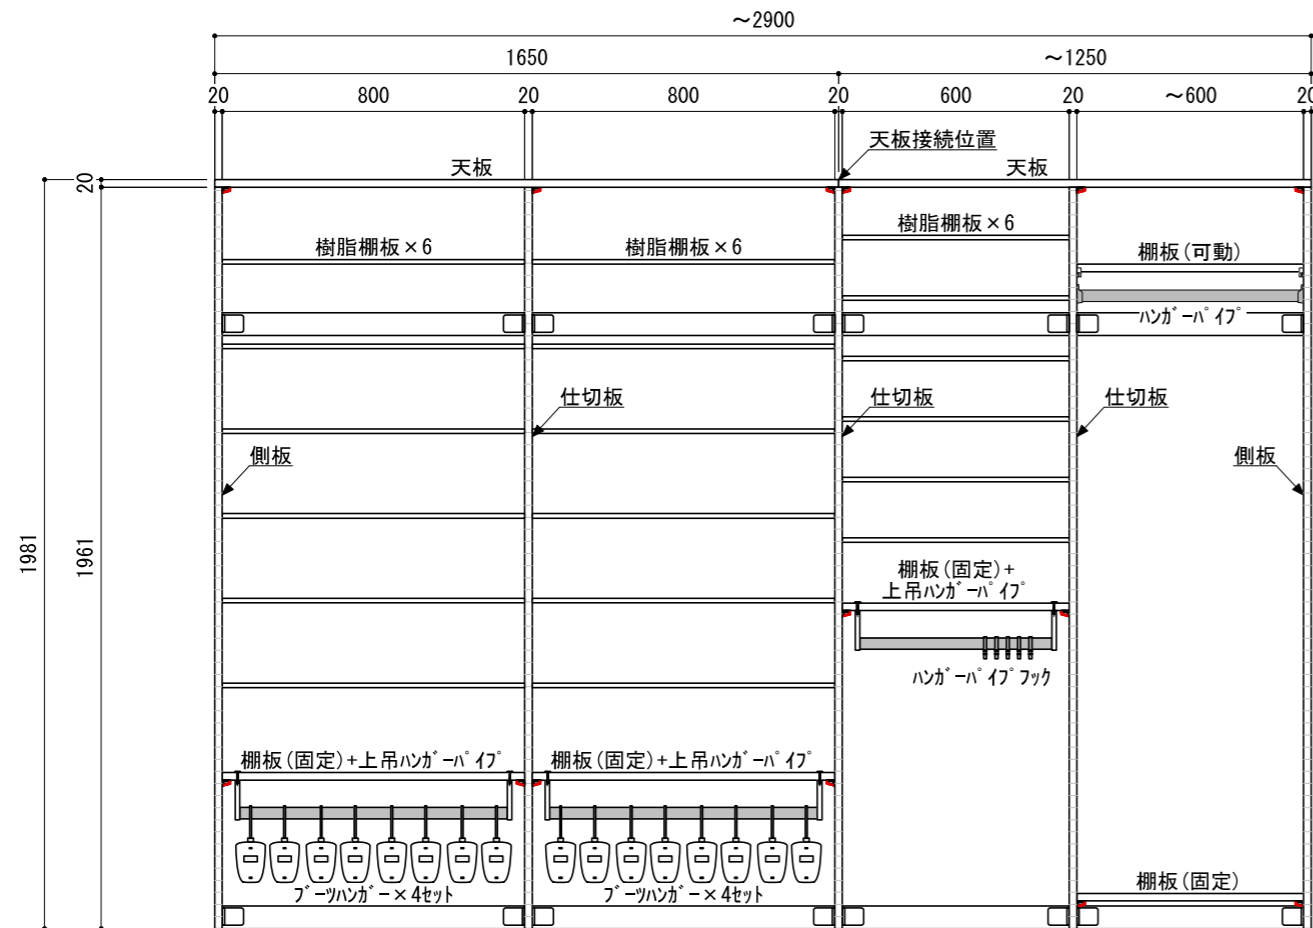 ～2900
1650
～1250
20
800
20
800
20
600
20
～600
20
天板接続位置
天板
天板
20
樹脂棚板×6
樹脂棚板×6
樹脂棚板×6
棚板(可動)
ﾊﾝｶﾞｰﾊﾟｲﾌﾟ
仕切板
仕切板
仕切板
側板
側板
1981
1961
棚板(固定)+
上吊ﾊﾝｶﾞｰﾊﾟｲﾌﾟ
ﾊﾝｶﾞｰﾊﾟｲﾌﾟﾌｯｸ
棚板(固定)+上吊ﾊﾝｶﾞｰﾊﾟｲﾌﾟ
棚板(固定)+上吊ﾊﾝｶﾞｰﾊﾟｲﾌﾟ
ﾌﾞｰﾂﾊﾝｶﾞｰ×4ｾｯﾄ
ﾌﾞｰﾂﾊﾝｶﾞｰ×4ｾｯﾄ
棚板(固定)